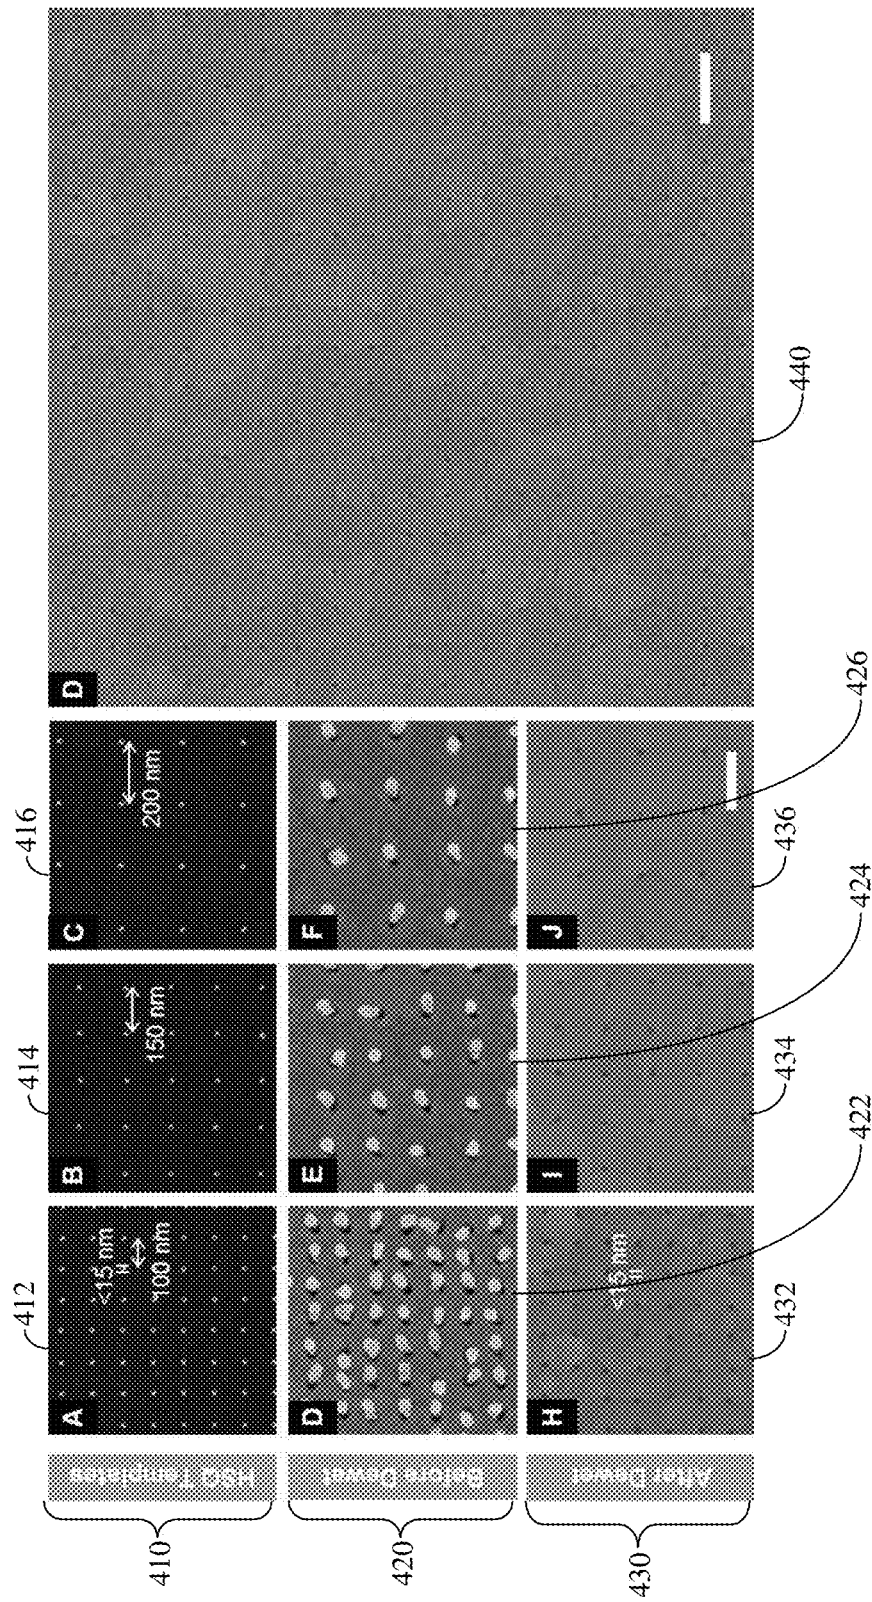 410
HSQ Templates
412
A
<15 nm
100 nm
414
B
150 nm
416
C
200 nm
D
420
Before Dewet
D
E
F
422
424
426
430
After Dewet
H
<15 nm
I
J
432
434
436
440